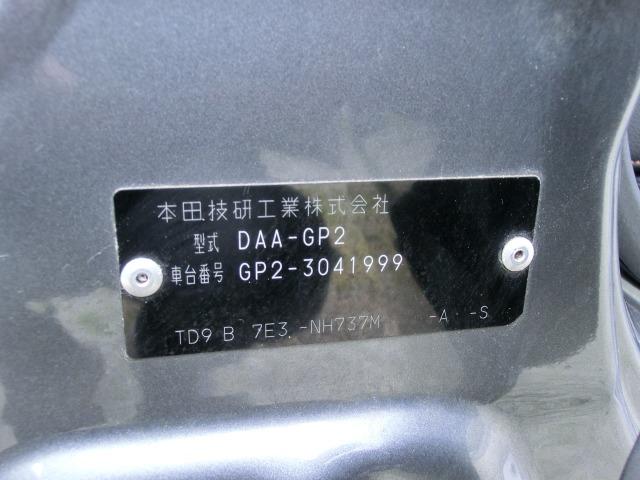 本田技研工業株式会社
型式 DAA-GP2
車台番号 GP2-3041999
TD9 B 7E3 -NH737M -A -S